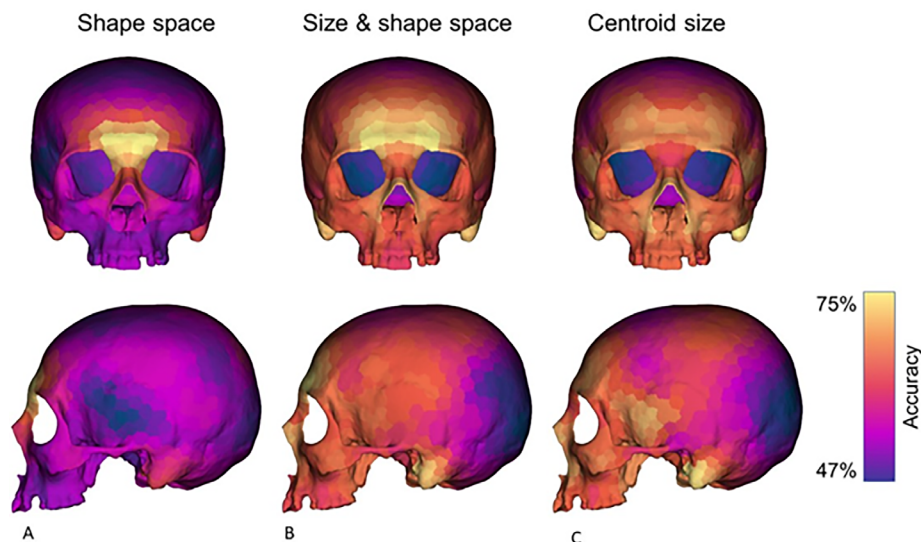 Shape space
Size & shape space
Centroid size
75%
Accuracy
47%
A
B
C